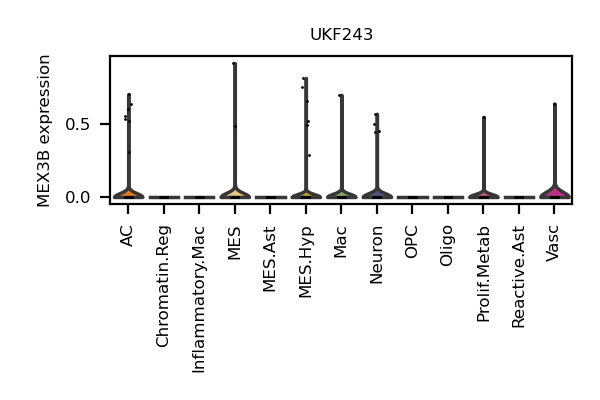 UKF243
MEX3B expression
0.5
0.0
AC
Chromatin.Reg
Inflammatory.Mac
MES
MES.Ast
MES.Hyp
Mac
Neuron
OPC
Oligo
Prolif.Metab
Reactive.Ast
Vasc